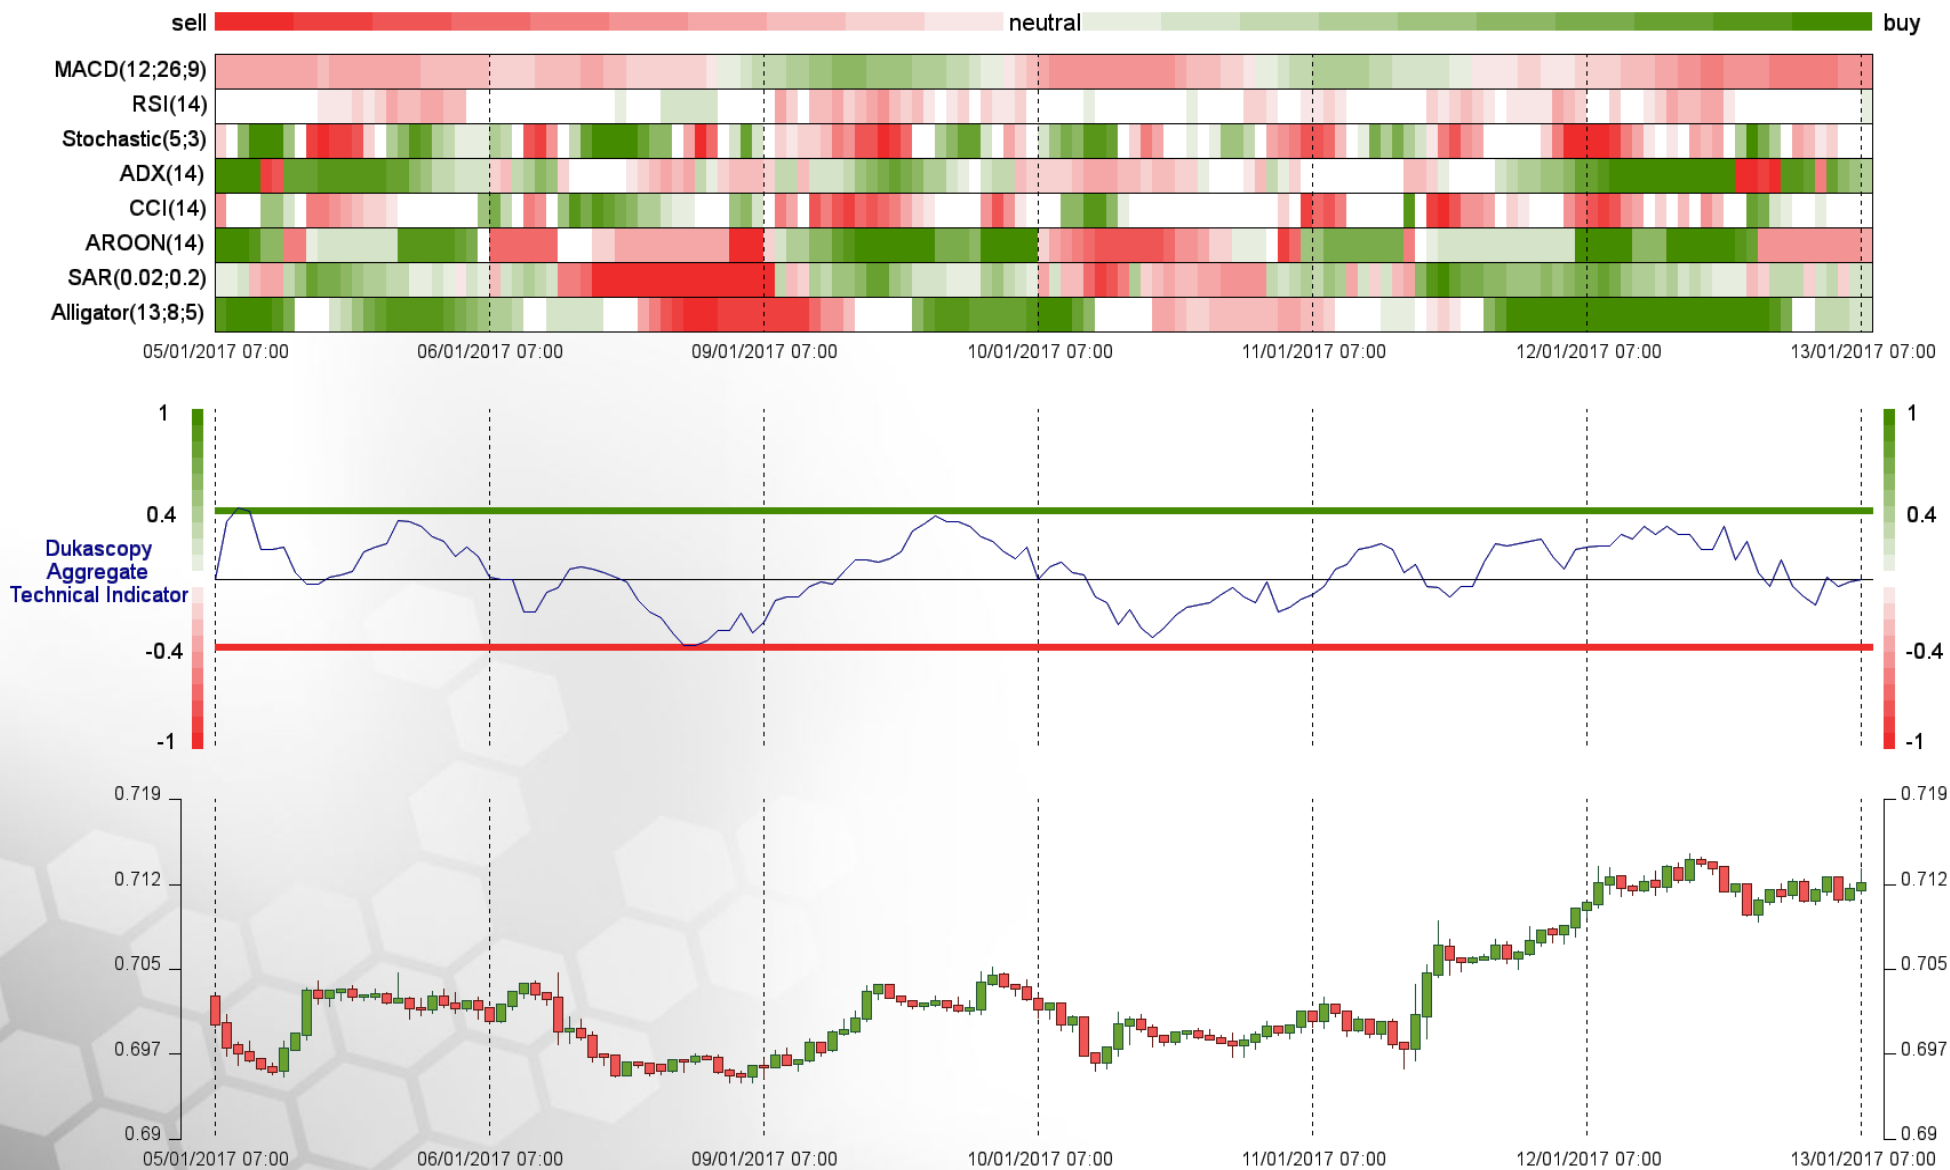 sell neutral buy
MACD(12;26;9)
RSI(14)
Stochastic(5;3)
ADX(14)
CCI(14)
AROON(14)
SAR(0.02;0.2)
Alligator(13;8;5)
05/01/2017 07:00 06/01/2017 07:00 09/01/2017 07:00 10/01/2017 07:00 11/01/2017 07:00 12/01/2017 07:00 13/01/2017 07:00
1 1
0.4 0.4
Dukascopy
Aggregate
Technical Indicator
-0.4 -0.4
-1 -1
0.719 0.719
0.712 0.712
0.705 0.705
0.697 0.697
0.69 0.69
05/01/2017 07:00 06/01/2017 07:00 09/01/2017 07:00 10/01/2017 07:00 11/01/2017 07:00 12/01/2017 07:00 13/01/2017 07:00